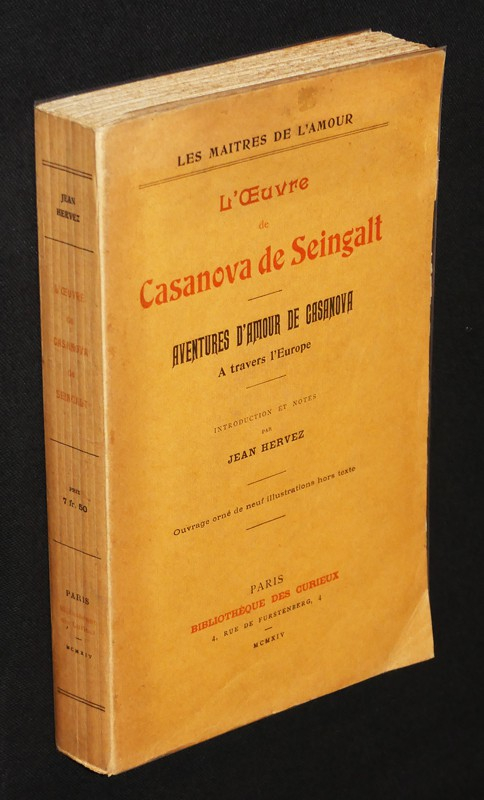 LES MAITRES DE L'AMOUR
L'Œuvre
de
Casanova de Seingalt
AVENTURES D'AMOUR DE CASANOVA
A travers l'Europe
INTRODUCTION ET NOTES
PAR
JEAN HERVEZ
Ouvrage orné de neuf illustrations hors texte
PARIS
BIBLIOTHÈQUE DES CURIEUX
4, RUE DE FURSTENBERG, 4
MCMXIV
JEAN
HERVEZ
L'ŒUVRE
de
CASANOVA
de
SEINGALT
PRIX
7 fr. 50
PARIS
MCMXIV